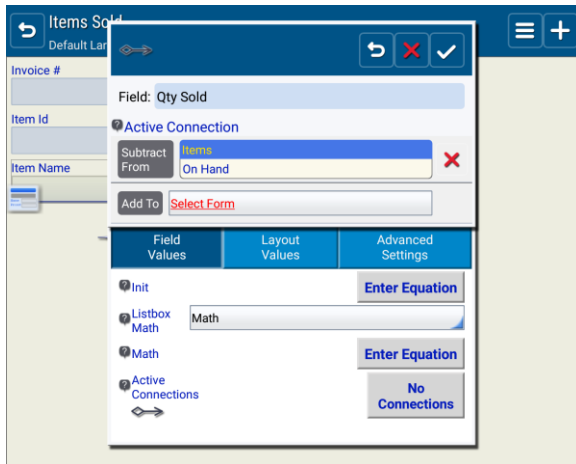 Items So
Default Lar
Invoice #
Item Id
Item Name
Field: Qty Sold
Active Connection
Subtract
From
Items
On Hand
Add To
Select Form
Field
Values
Layout
Values
Advanced
Settings
Init
Enter Equation
Listbox
Math
Math
Math
Enter Equation
Active
Connections
No
Connections